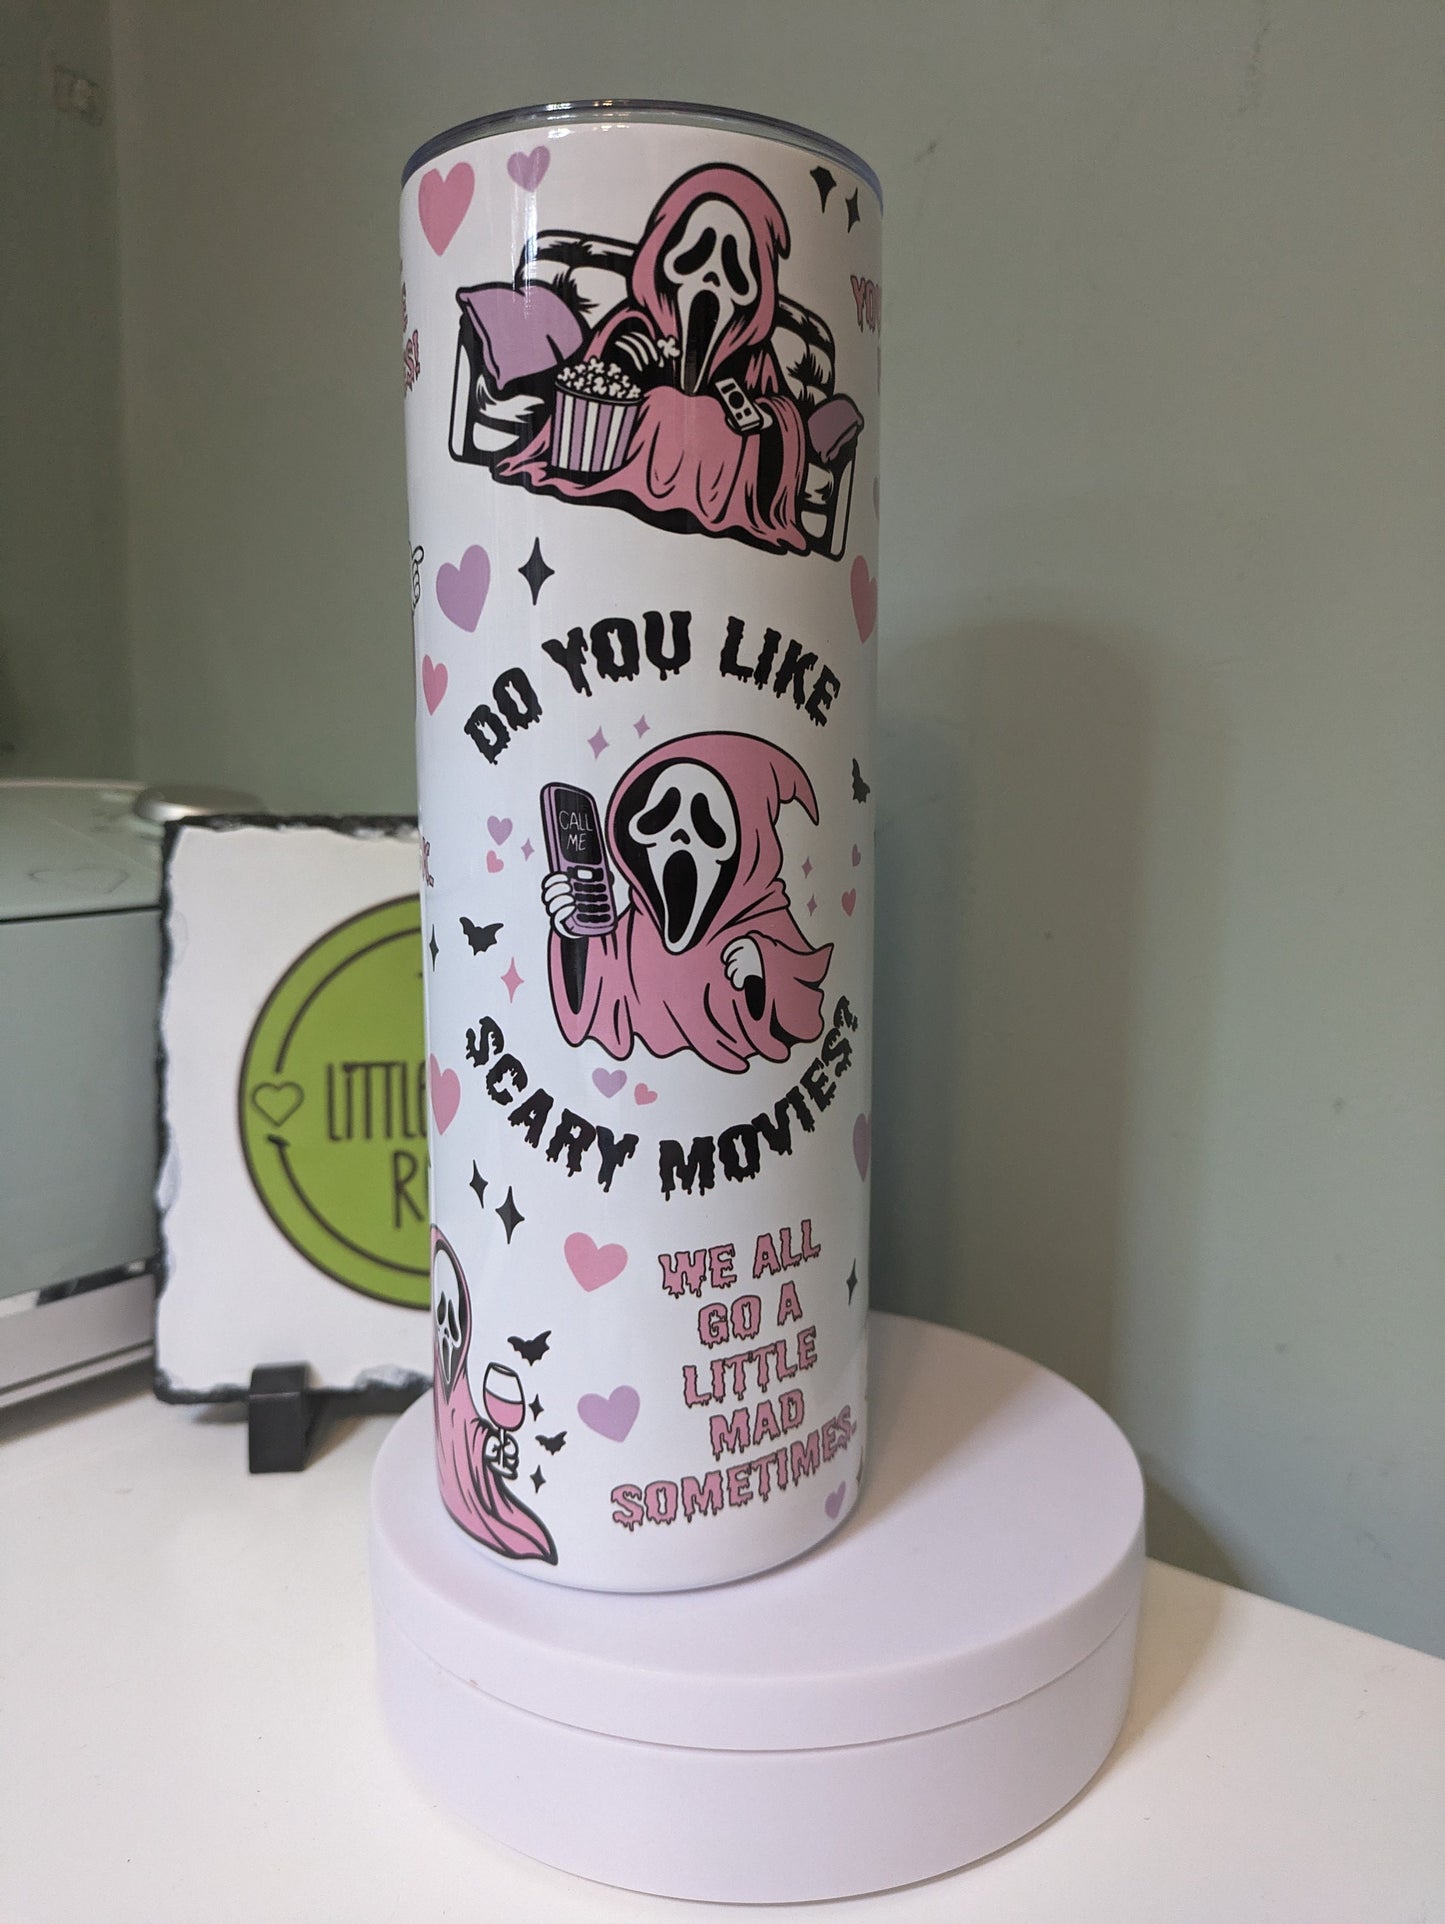 DO YOU LIKE
CALL
ME
SCARY MOVIES?
WE ALL
GO A
LITTLE
MAD
SOMETIMES.
LITTLE